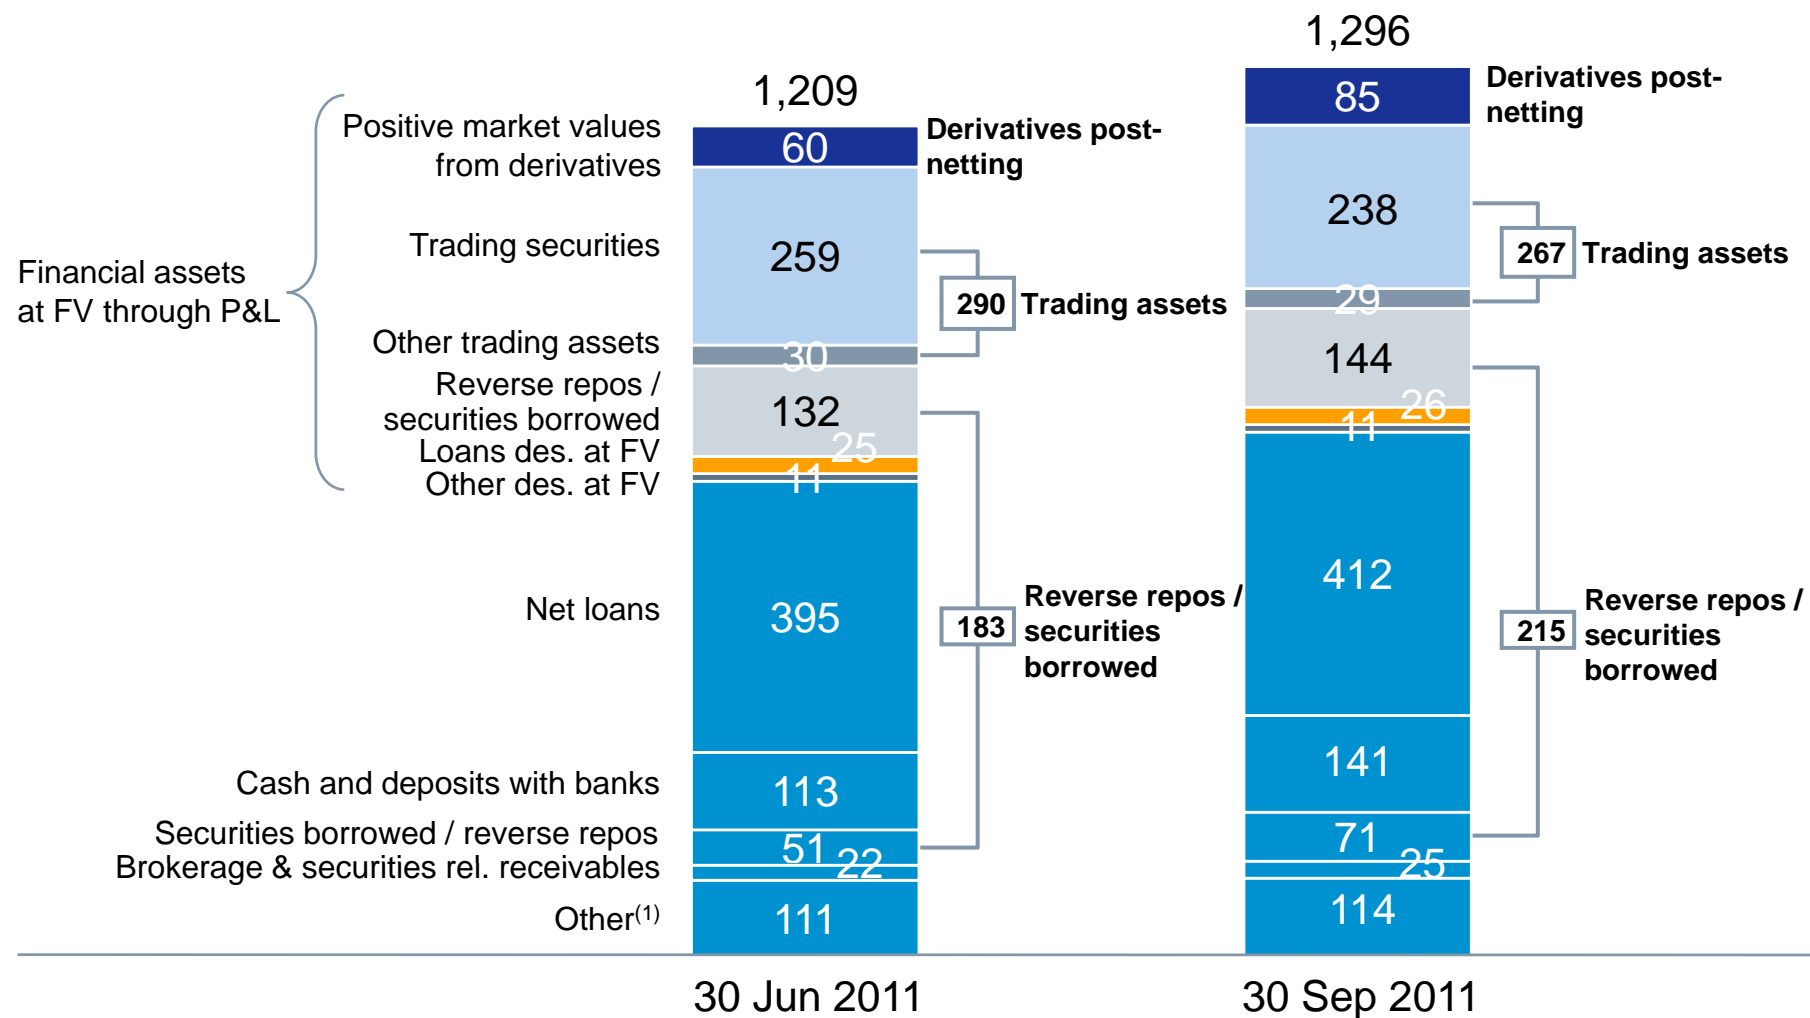 1,296
1,209
Derivatives post-
netting
85
Positive market values
from derivatives
60
Derivatives post-
netting
Trading securities
259
238
267
Trading assets
Financial assets
at FV through P&L
290
Trading assets
29
Other trading assets
30
Reverse repos /
securities borrowed
132
144
Loans des. at FV
25
26
Other des. at FV
11
11
Net loans
395
412
183
Reverse repos /
securities
borrowed
215
Reverse repos /
securities
borrowed
Cash and deposits with banks
113
141
Securities borrowed / reverse repos
51
71
Brokerage & securities rel. receivables
22
25
Other(1)
111
114
30 Jun 2011
30 Sep 2011